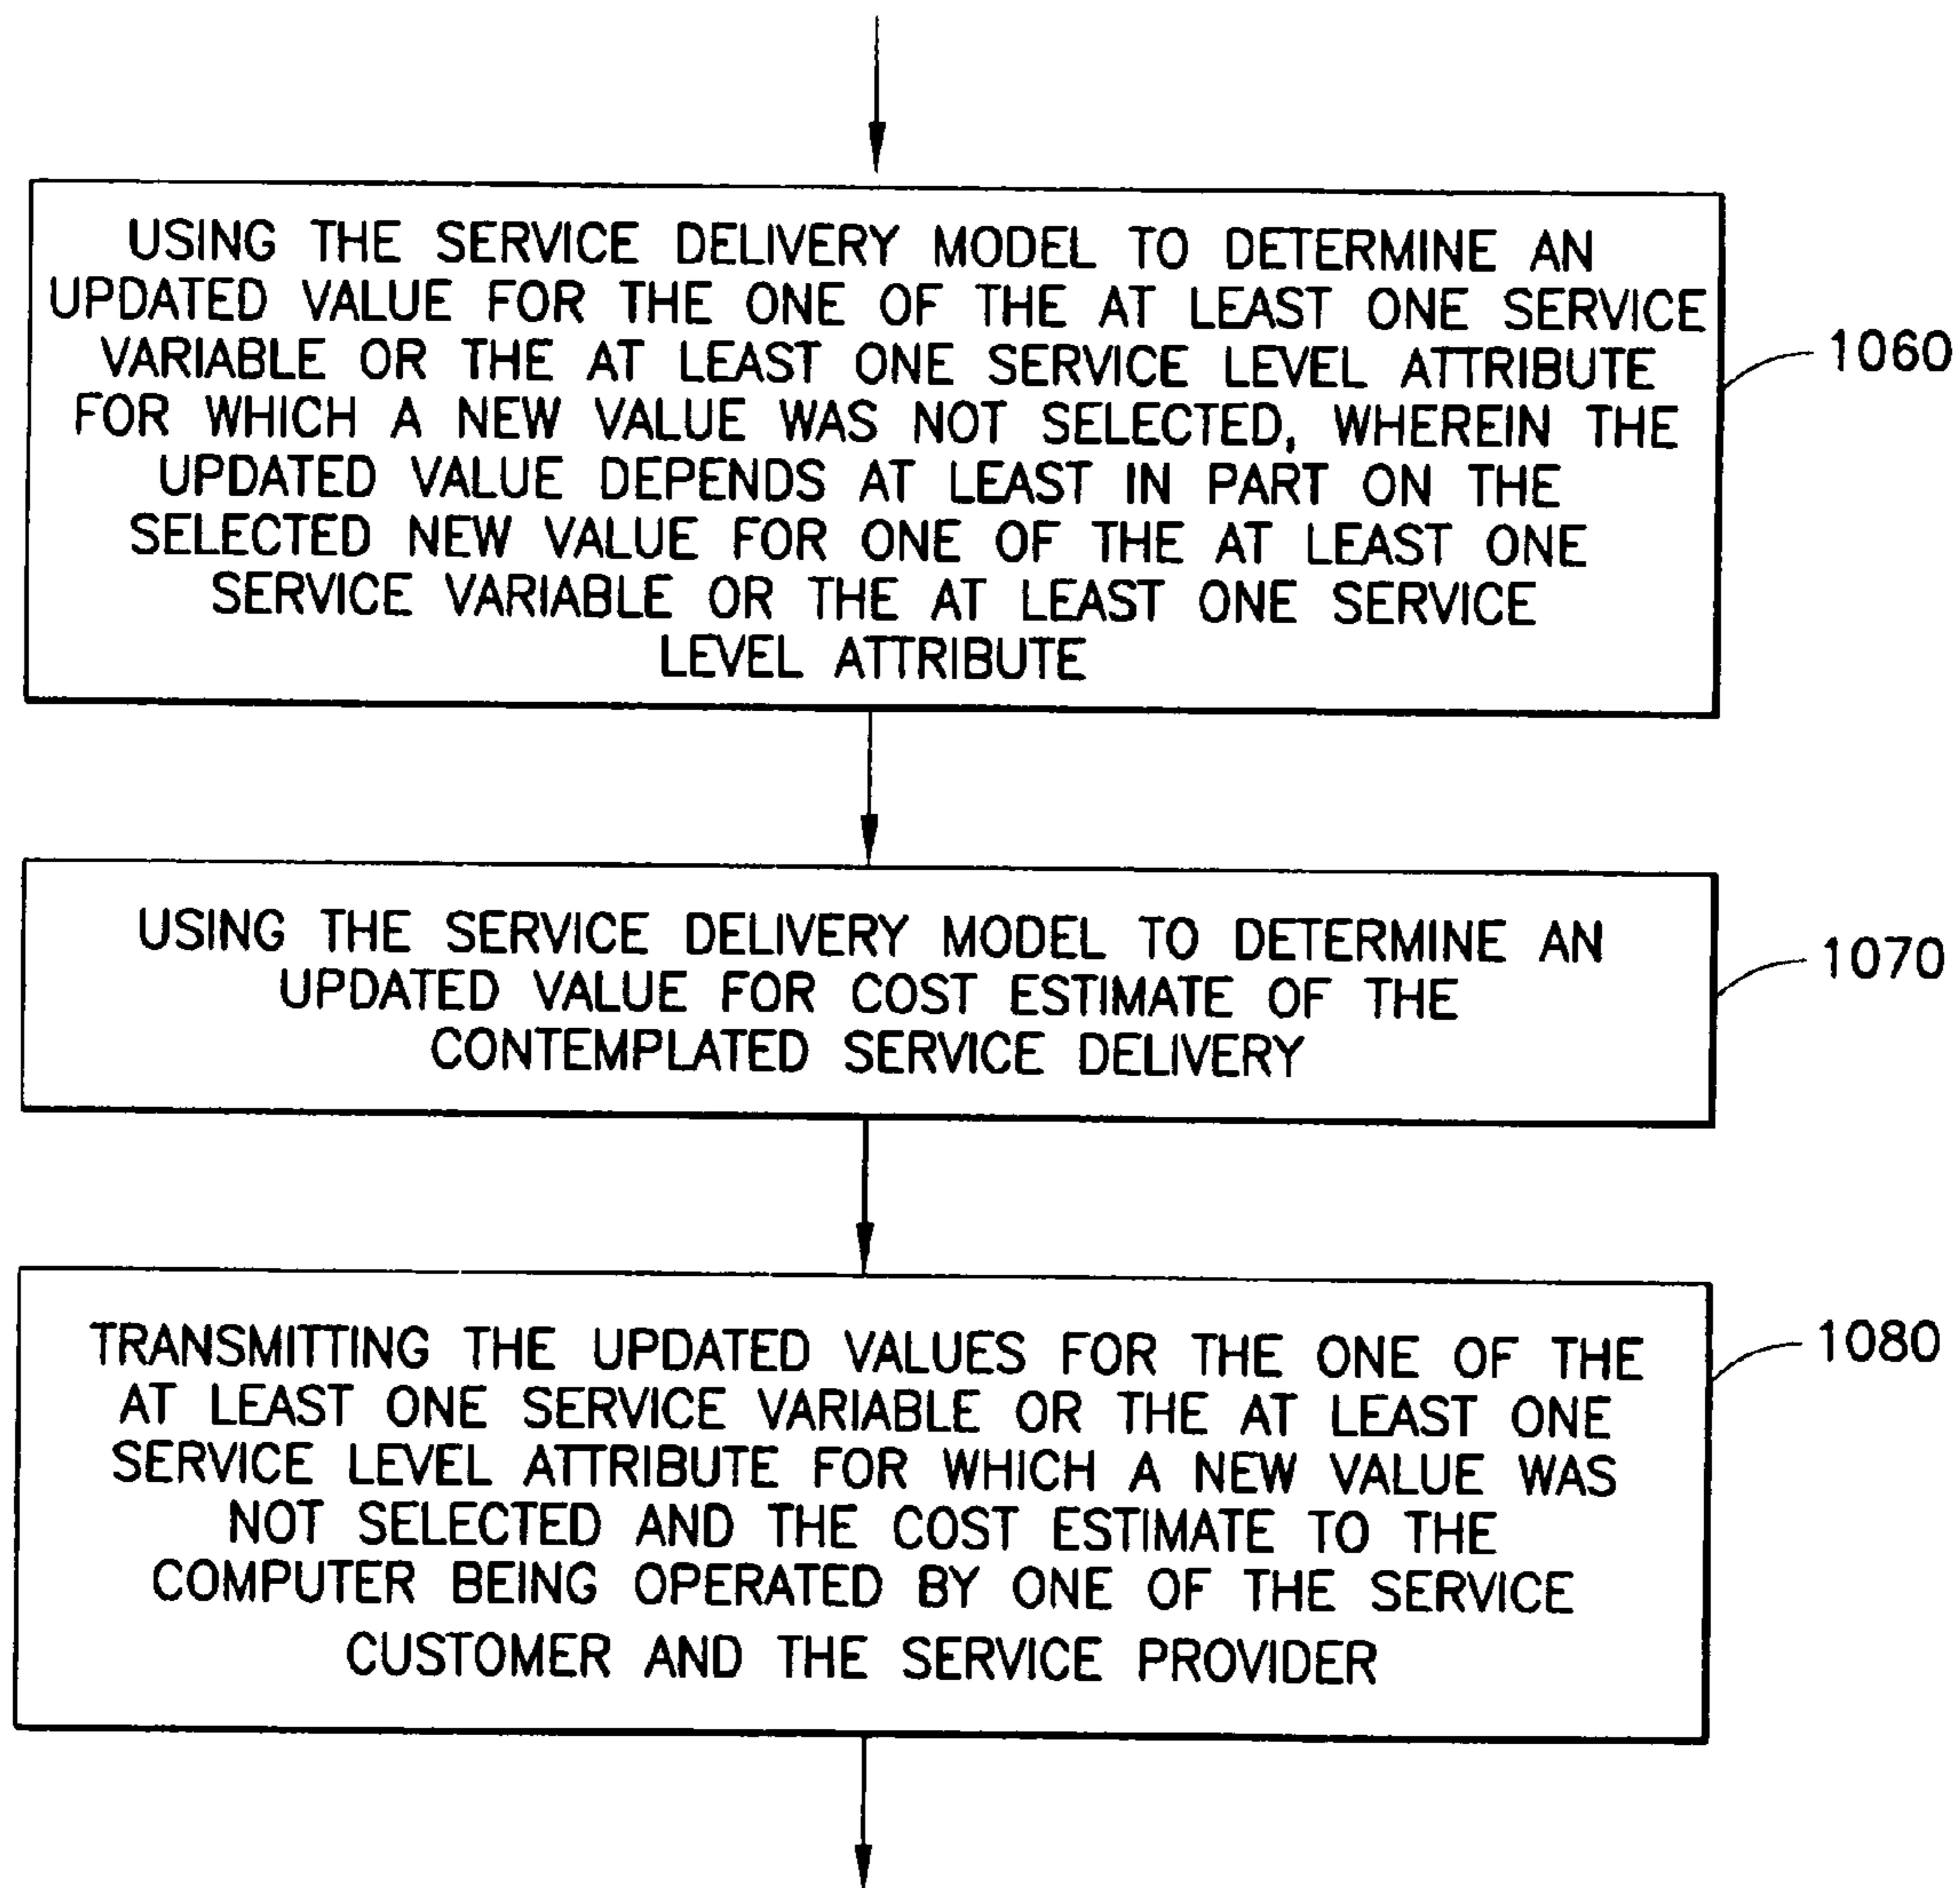 USING THE SERVICE DELIVERY MODEL TO DETERMINE AN
UPDATED VALUE FOR THE ONE OF THE AT LEAST ONE SERVICE
VARIABLE OR THE AT LEAST ONE SERVICE LEVEL ATTRIBUTE
FOR WHICH A NEW VALUE WAS NOT SELECTED, WHEREIN THE
UPDATED VALUE DEPENDS AT LEAST IN PART ON THE
SELECTED NEW VALUE FOR ONE OF THE AT LEAST ONE
SERVICE VARIABLE OR THE AT LEAST ONE SERVICE
LEVEL ATTRIBUTE
1060
USING THE SERVICE DELIVERY MODEL TO DETERMINE AN
UPDATED VALUE FOR COST ESTIMATE OF THE
CONTEMPLATED SERVICE DELIVERY
1070
TRANSMITTING THE UPDATED VALUES FOR THE ONE OF THE
AT LEAST ONE SERVICE VARIABLE OR THE AT LEAST ONE
SERVICE LEVEL ATTRIBUTE FOR WHICH A NEW VALUE WAS
NOT SELECTED AND THE COST ESTIMATE TO THE
COMPUTER BEING OPERATED BY ONE OF THE SERVICE
CUSTOMER AND THE SERVICE PROVIDER
1080